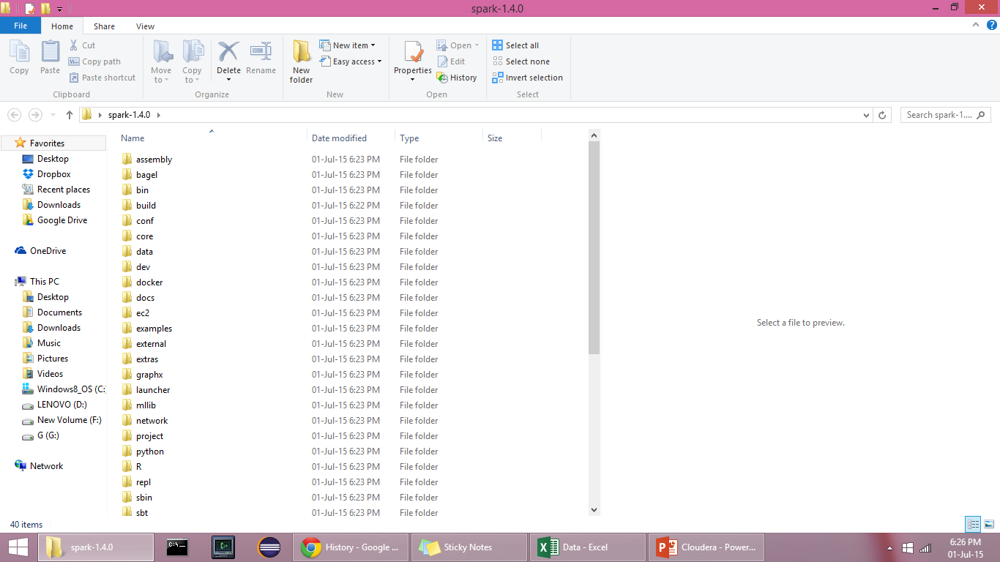 spark-1.4.0
File Home Share View
Copy
Paste
Cut
Copy path
Paste shortcut
Clipboard
Move to
Copy to
Delete
Rename
Organize
New folder
New item
Easy access
New
Properties
Open
Edit
History
Open
Select all
Select none
Invert selection
Select
spark-1.4.0
Search spark-1....
Favorites
Desktop
Dropbox
Recent places
Downloads
Google Drive
OneDrive
This PC
Desktop
Documents
Downloads
Music
Pictures
Videos
Windows8_OS (C:)
LENOVO (D:)
New Volume (F:)
G (G:)
Network
Name Date modified Type Size
assembly 01-Jul-15 6:23 PM File folder
bagel 01-Jul-15 6:23 PM File folder
bin 01-Jul-15 6:23 PM File folder
build 01-Jul-15 6:22 PM File folder
conf 01-Jul-15 6:23 PM File folder
core 01-Jul-15 6:23 PM File folder
data 01-Jul-15 6:23 PM File folder
dev 01-Jul-15 6:23 PM File folder
docker 01-Jul-15 6:23 PM File folder
docs 01-Jul-15 6:23 PM File folder
ec2 01-Jul-15 6:23 PM File folder
examples 01-Jul-15 6:23 PM File folder
external 01-Jul-15 6:23 PM File folder
extras 01-Jul-15 6:23 PM File folder
graphx 01-Jul-15 6:23 PM File folder
launcher 01-Jul-15 6:23 PM File folder
mllib 01-Jul-15 6:23 PM File folder
network 01-Jul-15 6:23 PM File folder
project 01-Jul-15 6:23 PM File folder
python 01-Jul-15 6:23 PM File folder
R 01-Jul-15 6:23 PM File folder
repl 01-Jul-15 6:23 PM File folder
sbin 01-Jul-15 6:23 PM File folder
sbt 01-Jul-15 6:23 PM File folder
Select a file to preview.
40 items
spark-1.4.0
History - Google ...
Sticky Notes
Data - Excel
Cloudera - Power...
6:26 PM
01-Jul-15